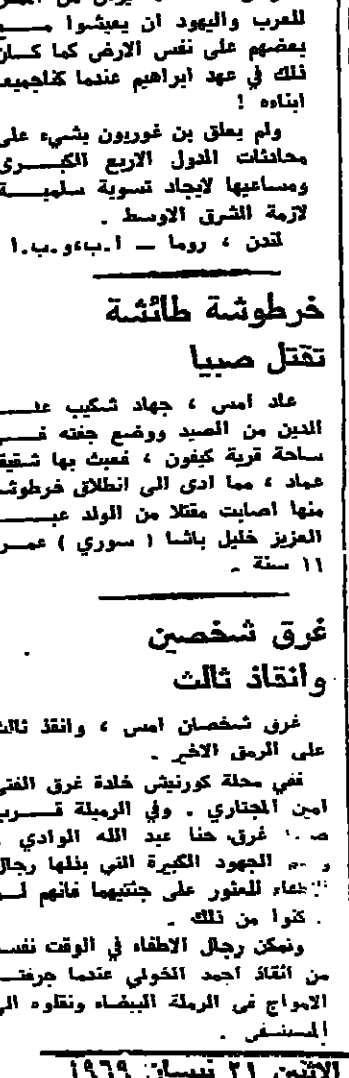 للعرب واليهود ان يعيشوا مع
بعضهم على نفس الارض كما كان
ذلك في عهد ابراهيم عندما كانجميع
ابناءه !
ولم يعلق بن غوريون بشيء على
محادثات الدول الاربع الكبرى
ومساعيها لايجاد تسوية سلمية
لازمة الشرق الاوسط .
لندن ، روما — ا.ب،و.ب.ا
خرطوشة طائشة
تقتل صبيا
عاد امس ، جهاد شكيب
الدين من الصيد ووضع جفته في
ساحة قرية كيفون ، فعبث بها شقيقه
عماد ، مما ادى الى انطلاق خرطوشة
منها اصابت مقتلا من الولد عبد
العزيز خليل باشا ( سوري ) عمره
١١ سنة .
غرق شخصين
وانقاذ ثالث
غرق شخصان امس ، وانقذ ثالث
على الرمق الاخير .
ففي محلة كورنيش خلدة غرق الفتى
امين المجتاري . وفي الرميلة قرب
غرق حنا عبد الله الوادي .
الجهود الكبيرة التي بذلها رجال
الاطفاء للعثور على جثتيهما فانهم لم
من ذلك .
وتمكن رجال الاطفاء في الوقت نفسه
من انقاذ احمد الخولي عندما جرفته
الامواج في الرملة البيضاء ونقلوه الى
المستشفى .
الاثنين ٢١ نيسان ١٩٦٩